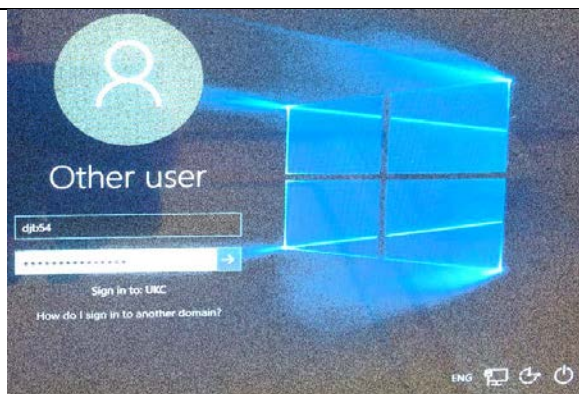 Other user
djb54
Sign in to: UKC
How do I sign in to another domain?
ENG